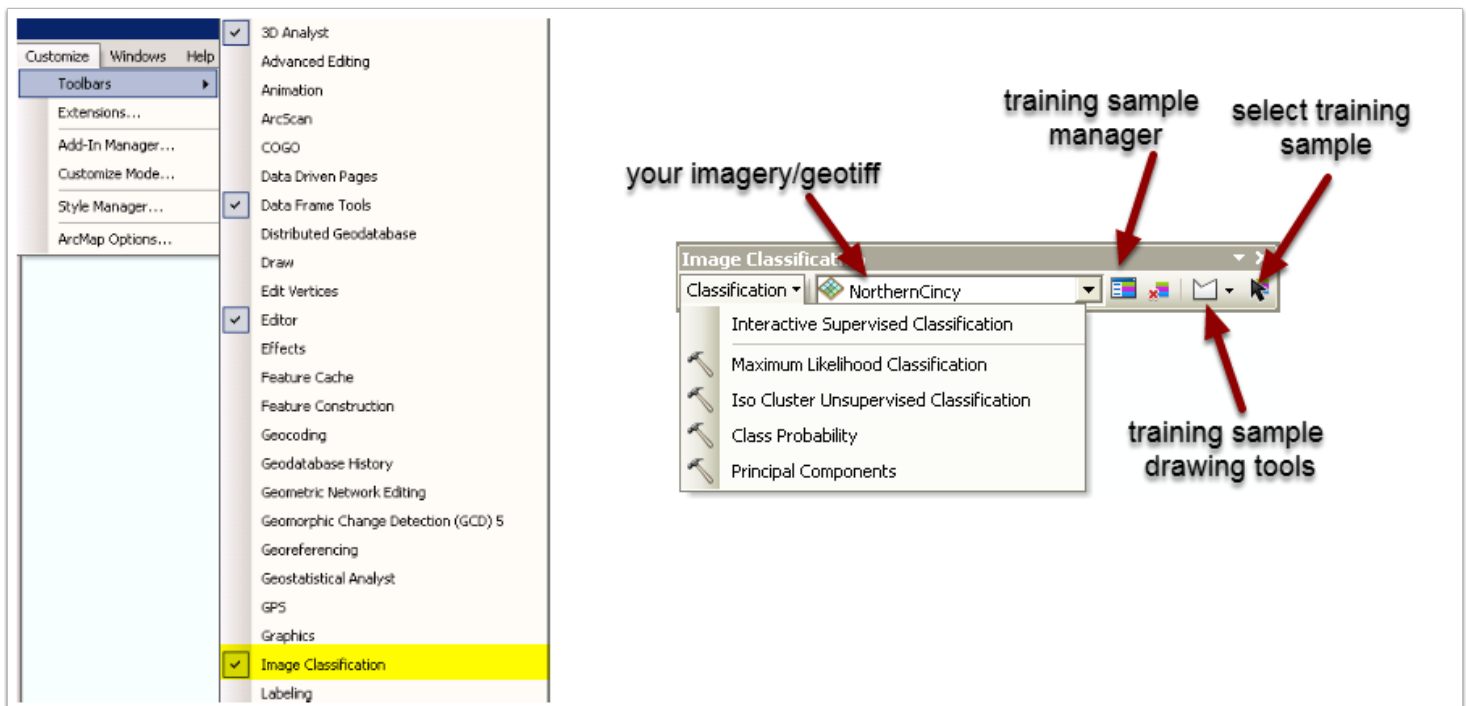 Customize Windows Help
Toolbars
Extensions...
Add-In Manager...
Customize Mode...
Style Manager...
ArcMap Options...
3D Analyst
Advanced Editing
Animation
ArcScan
COGO
Data Driven Pages
Data Frame Tools
Distributed Geodatabase
Draw
Edit Vertices
Editor
Effects
Feature Cache
Feature Construction
Geocoding
Geodatabase History
Geometric Network Editing
Geomorphic Change Detection (GCD) 5
Georeferencing
Geostatistical Analyst
GPS
Graphics
Image Classification
Labeling
your imagery/geotiff
training sample
manager
select training
sample
Image Classificat
Classification NorthernCincy
Interactive Supervised Classification
Maximum Likelihood Classification
Iso Cluster Unsupervised Classification
Class Probability
Principal Components
training sample
drawing tools